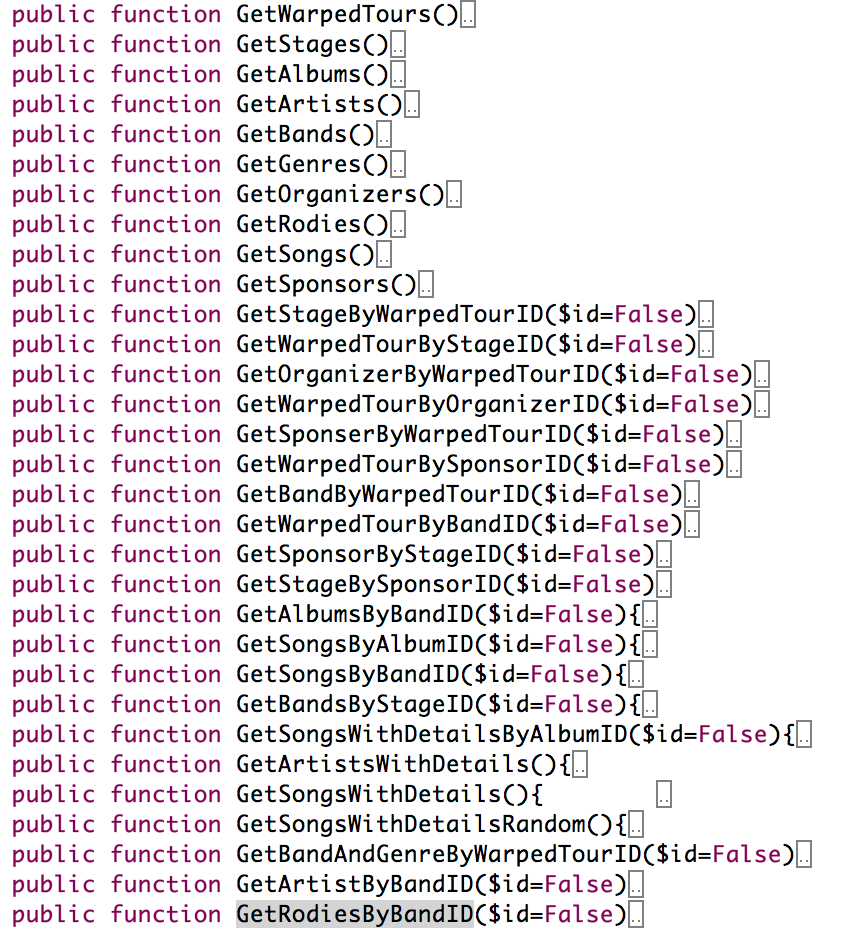 public function GetWarpedTours()..
public function GetStages()..
public function GetAlbums()..
public function GetArtists()..
public function GetBands()..
public function GetGenres()..
public function GetOrganizers()..
public function GetRodies()..
public function GetSongs()..
public function GetSponsors()..
public function GetStageByWarpedTourID($id=False)..
public function GetWarpedTourByStageID($id=False)..
public function GetOrganizerByWarpedTourID($id=False)..
public function GetWarpedTourByOrganizerID($id=False)..
public function GetSponserByWarpedTourID($id=False)..
public function GetWarpedTourBySponsorID($id=False)..
public function GetBandByWarpedTourID($id=False)..
public function GetWarpedTourByBandID($id=False)..
public function GetSponsorByStageID($id=False)..
public function GetStageBySponsorID($id=False)..
public function GetAlbumsByBandID($id=False){..
public function GetSongsByAlbumID($id=False){..
public function GetSongsByBandID($id=False){..
public function GetBandsByStageID($id=False){..
public function GetSongsWithDetailsByAlbumID($id=False){..
public function GetArtistsWithDetails(){..
public function GetSongsWithDetails(){ ..
public function GetSongsWithDetailsRandom(){..
public function GetBandAndGenreByWarpedTourID($id=False)..
public function GetArtistByBandID($id=False)..
public function GetRodiesByBandID($id=False)..